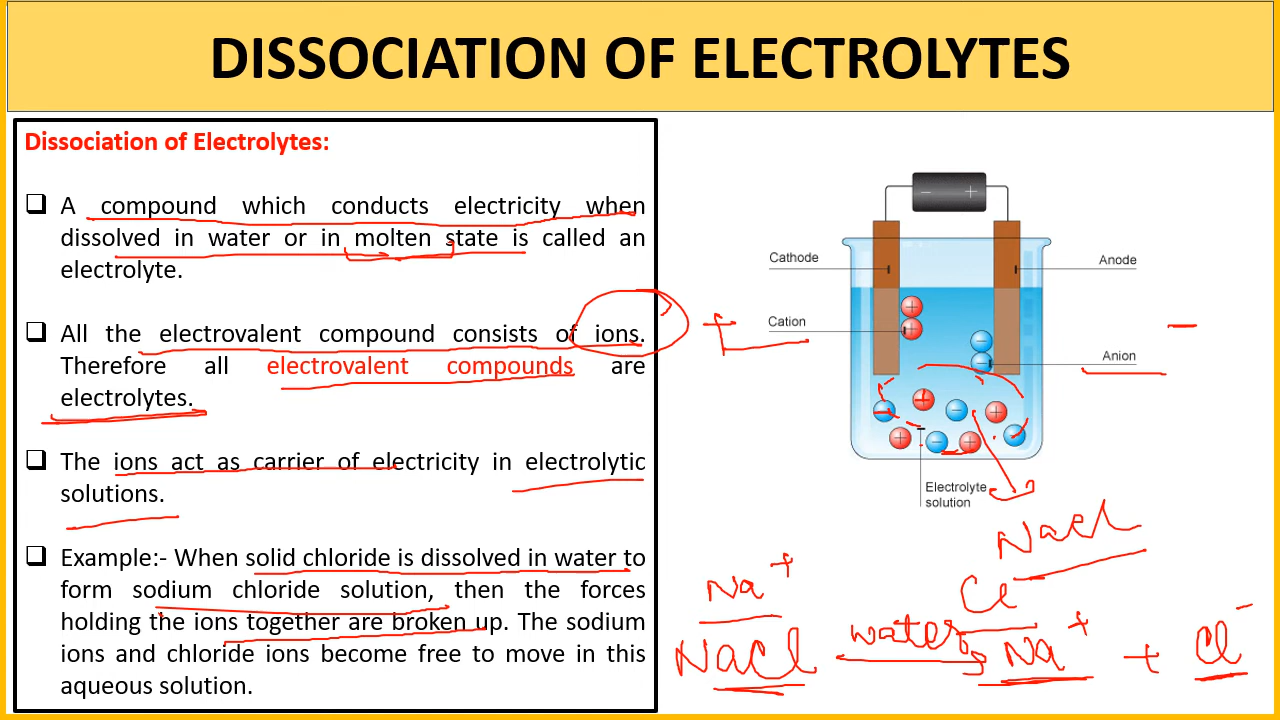 DISSOCIATION OF ELECTROLYTES
Dissociation of Electrolytes:
A compound which conducts electricity when
dissolved in water or in molten state is called an
electrolyte.
All the electrovalent compound consists of ions.
Therefore all electrovalent compounds are
electrolytes.
The ions act as carrier of electricity in electrolytic
solutions.
Example:- When solid chloride is dissolved in water to
form sodium chloride solution, then the forces
holding the ions together are broken up. The sodium
ions and chloride ions become free to move in this
aqueous solution.
− +
Cathode
Anode
Cation
+
−
Anion
Electrolyte
solution
NaCl
Na+
Cl
NaCl water Na+ + Cl-